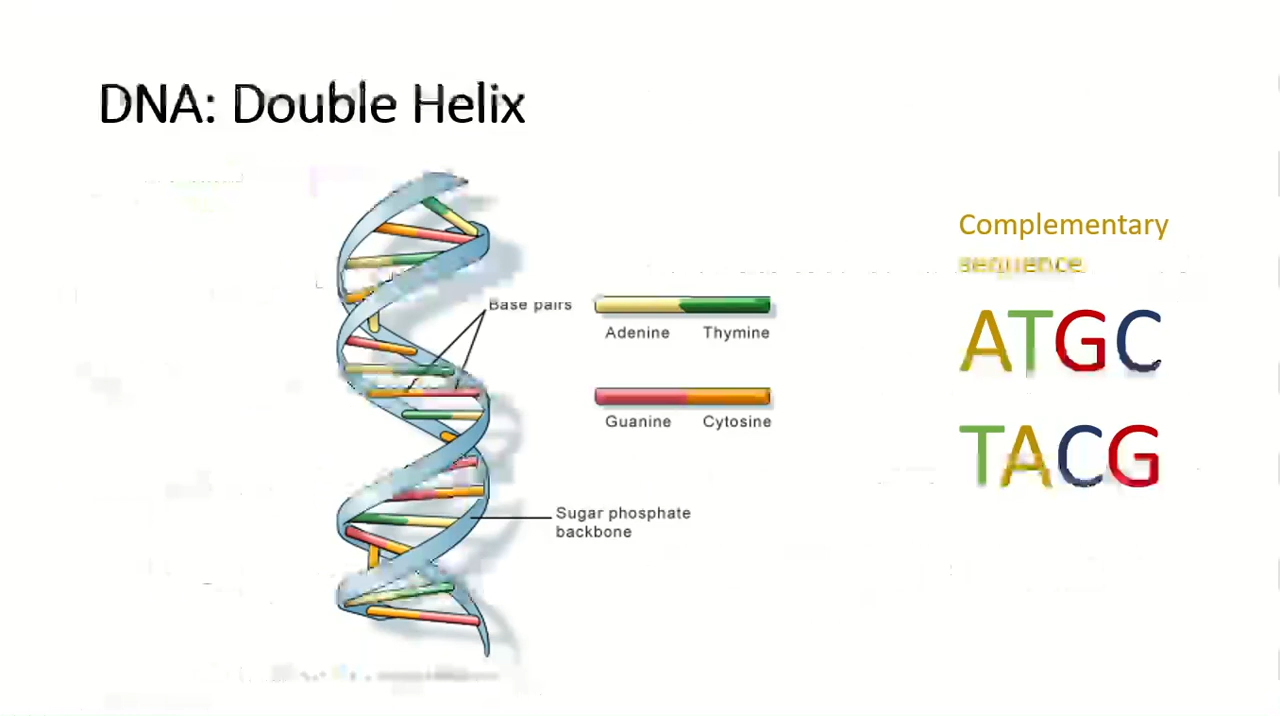 DNA: Double Helix
Complementary
sequence
Base pairs
Adenine Thymine
Guanine Cytosine
Sugar phosphate
backbone
ATGC
TACG